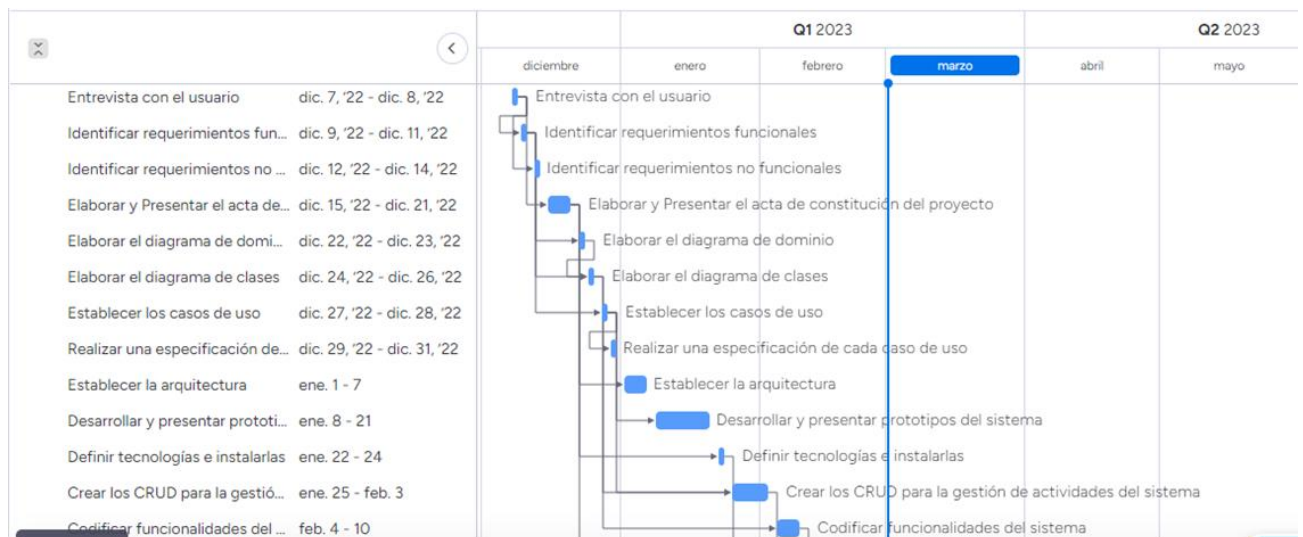 Q1 2023 Q2 2023
diciembre enero febrero marzo abril mayo
Entrevista con el usuario dic. 7, '22 - dic. 8, '22 Entrevista con el usuario
Identificar requerimientos fun... dic. 9, '22 - dic. 11, '22 Identificar requerimientos funcionales
Identificar requerimientos no ... dic. 12, '22 - dic. 14, '22 Identificar requerimientos no funcionales
Elaborar y Presentar el acta de... dic. 15, '22 - dic. 21, '22 Elaborar y Presentar el acta de constitución del proyecto
Elaborar el diagrama de domi... dic. 22, '22 - dic. 23, '22 Elaborar el diagrama de dominio
Elaborar el diagrama de clases dic. 24, '22 - dic. 26, '22 Elaborar el diagrama de clases
Establecer los casos de uso dic. 27, '22 - dic. 28, '22 Establecer los casos de uso
Realizar una especificación de... dic. 29, '22 - dic. 31, '22 Realizar una especificación de cada caso de uso
Establecer la arquitectura ene. 1 - 7 Establecer la arquitectura
Desarrollar y presentar prototi... ene. 8 - 21 Desarrollar y presentar prototipos del sistema
Definir tecnologías e instalarlas ene. 22 - 24 Definir tecnologías e instalarlas
Crear los CRUD para la gestió... ene. 25 - feb. 3 Crear los CRUD para la gestión de actividades del sistema
Codificar funcionalidades del ... feb. 4 - 10 Codificar funcionalidades del sistema